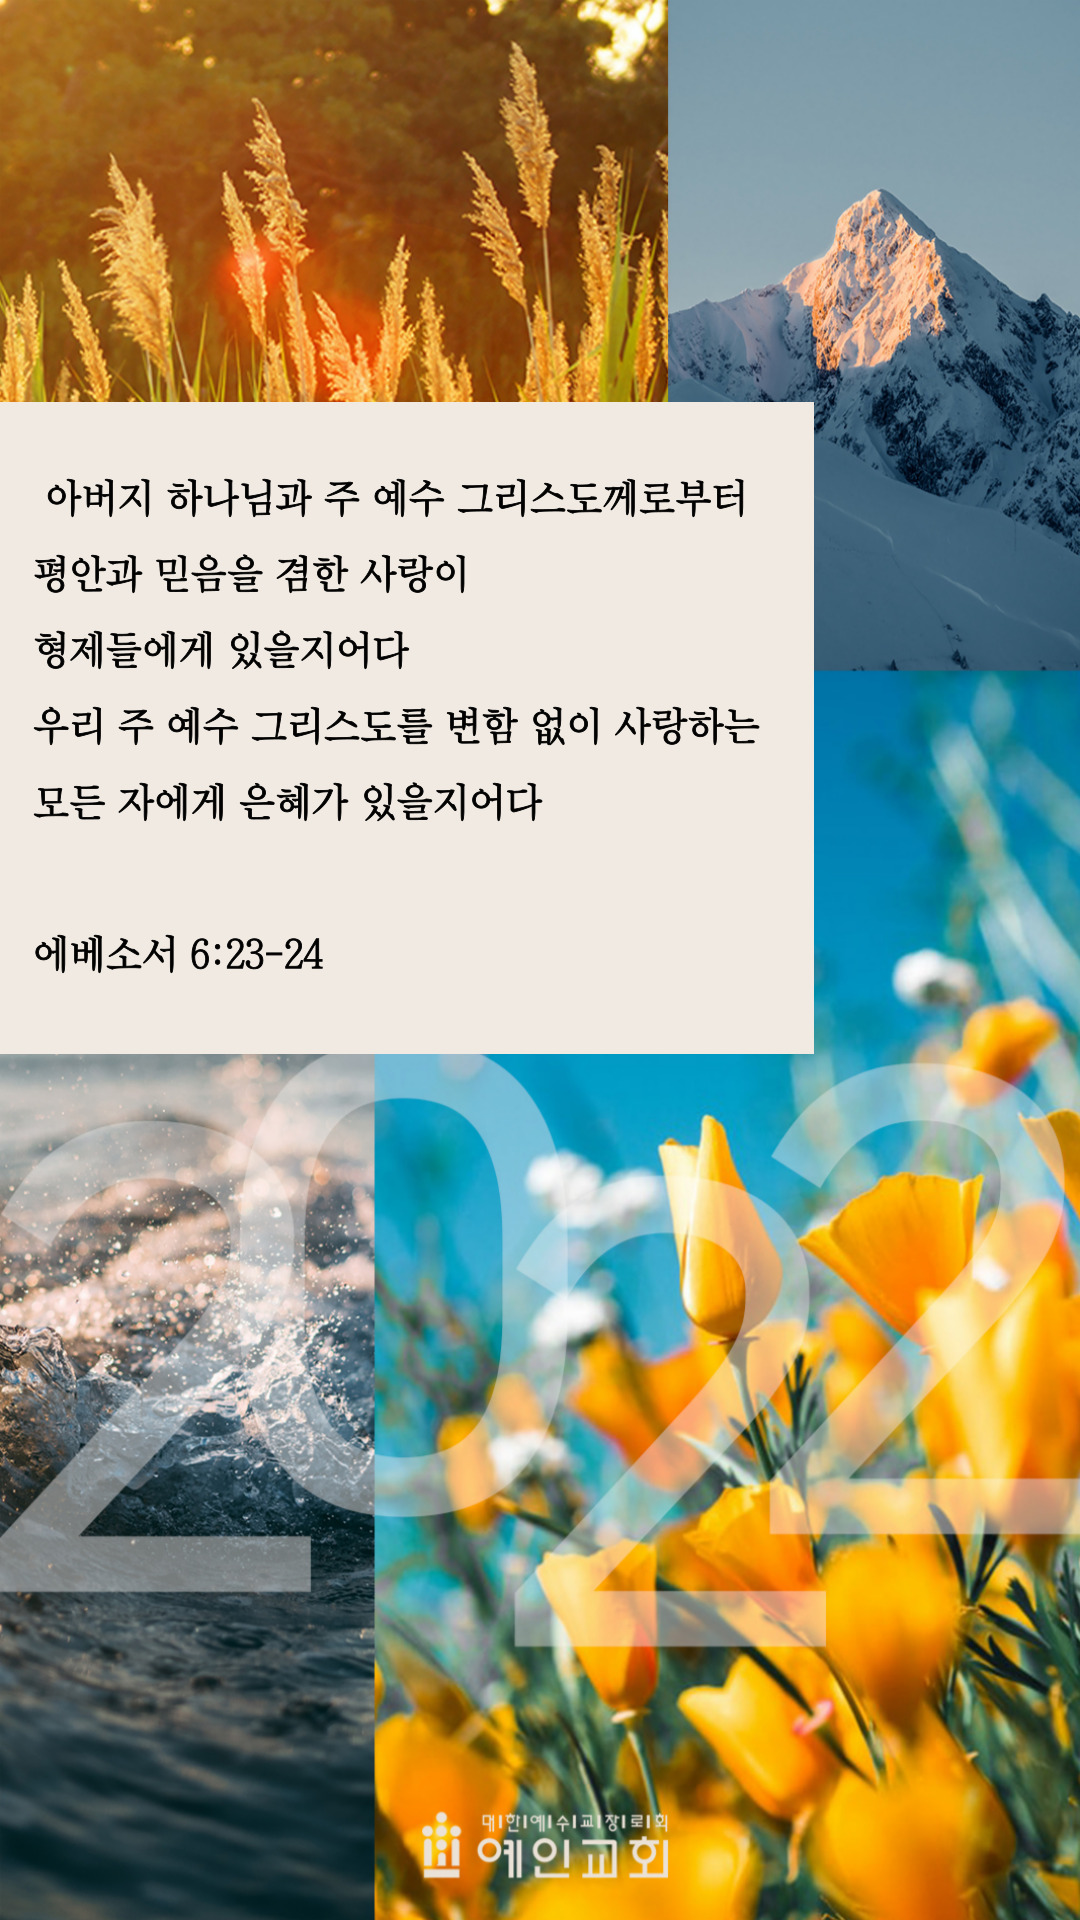 아버지 하나님과 주 예수 그리스도께로부터
평안과 믿음을 겸한 사랑이
형제들에게 있을지어다
우리 주 예수 그리스도를 변함 없이 사랑하는
모든 자에게 은혜가 있을지어다
에베소서 6:23-24
2022
대|한|예|수|교|장|로|회
예인교회